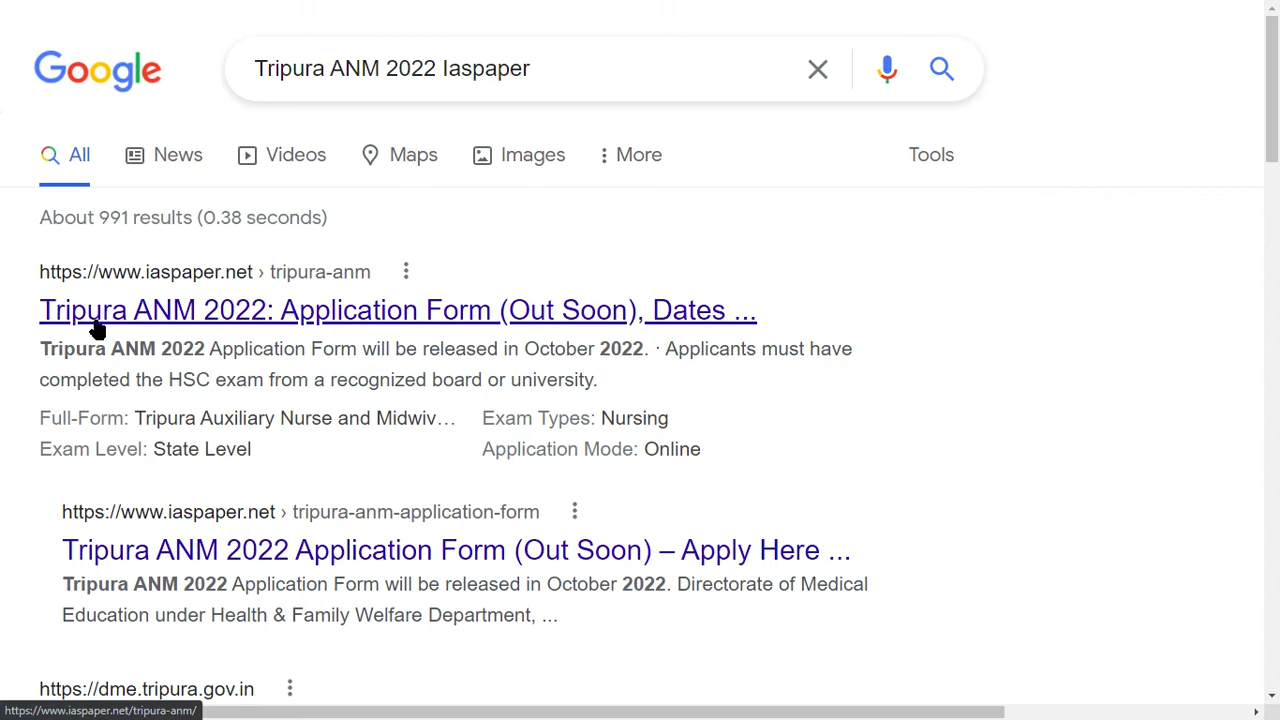 Google
Tripura ANM 2022 Iaspaper
All News Videos Maps Images More Tools
About 991 results (0.38 seconds)
https://www.iaspaper.net › tripura-anm
Tripura ANM 2022: Application Form (Out Soon), Dates ...
Tripura ANM 2022 Application Form will be released in October 2022. · Applicants must have
completed the HSC exam from a recognized board or university.
Full-Form: Tripura Auxiliary Nurse and Midwiv… Exam Types: Nursing
Exam Level: State Level Application Mode: Online
https://www.iaspaper.net › tripura-anm-application-form
Tripura ANM 2022 Application Form (Out Soon) – Apply Here ...
Tripura ANM 2022 Application Form will be released in October 2022. Directorate of Medical
Education under Health & Family Welfare Department, ...
https://dme.tripura.gov.in
https://www.iaspaper.net/tripura-anm/